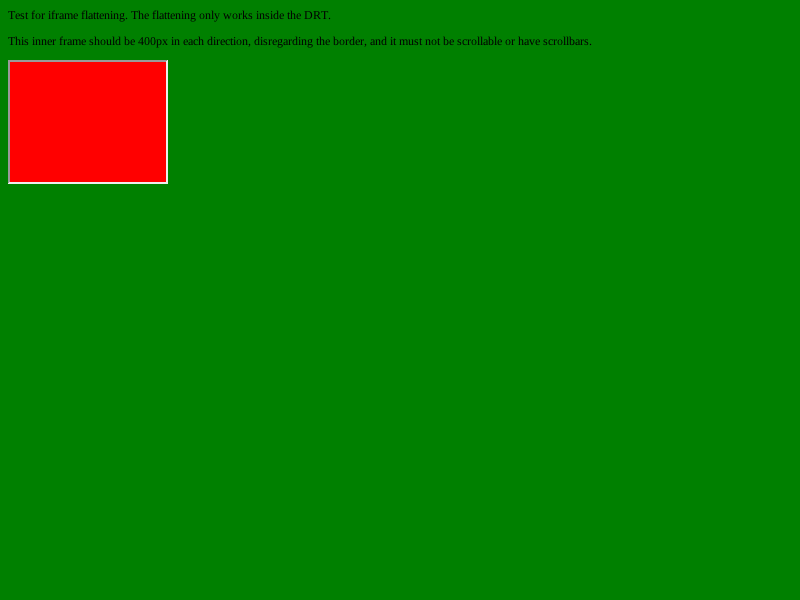 Test for iframe flattening. The flattening only works inside the DRT.
This inner frame should be 400px in each direction, disregarding the border, and it must not be scrollable or have scrollbars.